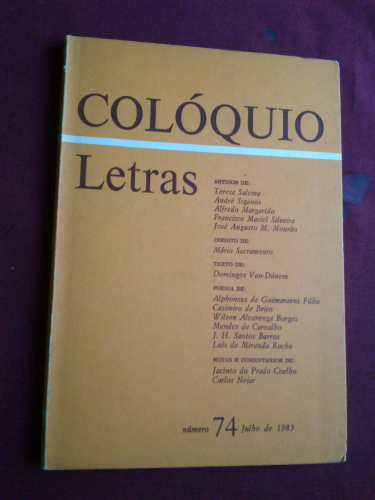 COLÓQUIO
Letras
ARTIGOS DE:
Teresa Salema
André Siganos
Alfredo Margarido
Francisco Maciel Silveira
José Augusto M. Mourão
INÉDITO DE:
Mário Sacramento
TEXTO DE:
Domingos Van-Dúnem
POESIA DE:
Alphonsus de Guimaraens Filho
Casimiro de Brito
Wilson Alvarenga Borges
Mendes de Carvalho
J. H. Santos Barros
Luís de Miranda Rocha
NOTAS E COMENTÁRIOS DE:
Jacinto do Prado Coelho
Carlos Nejar
número 74 Julho de 1983